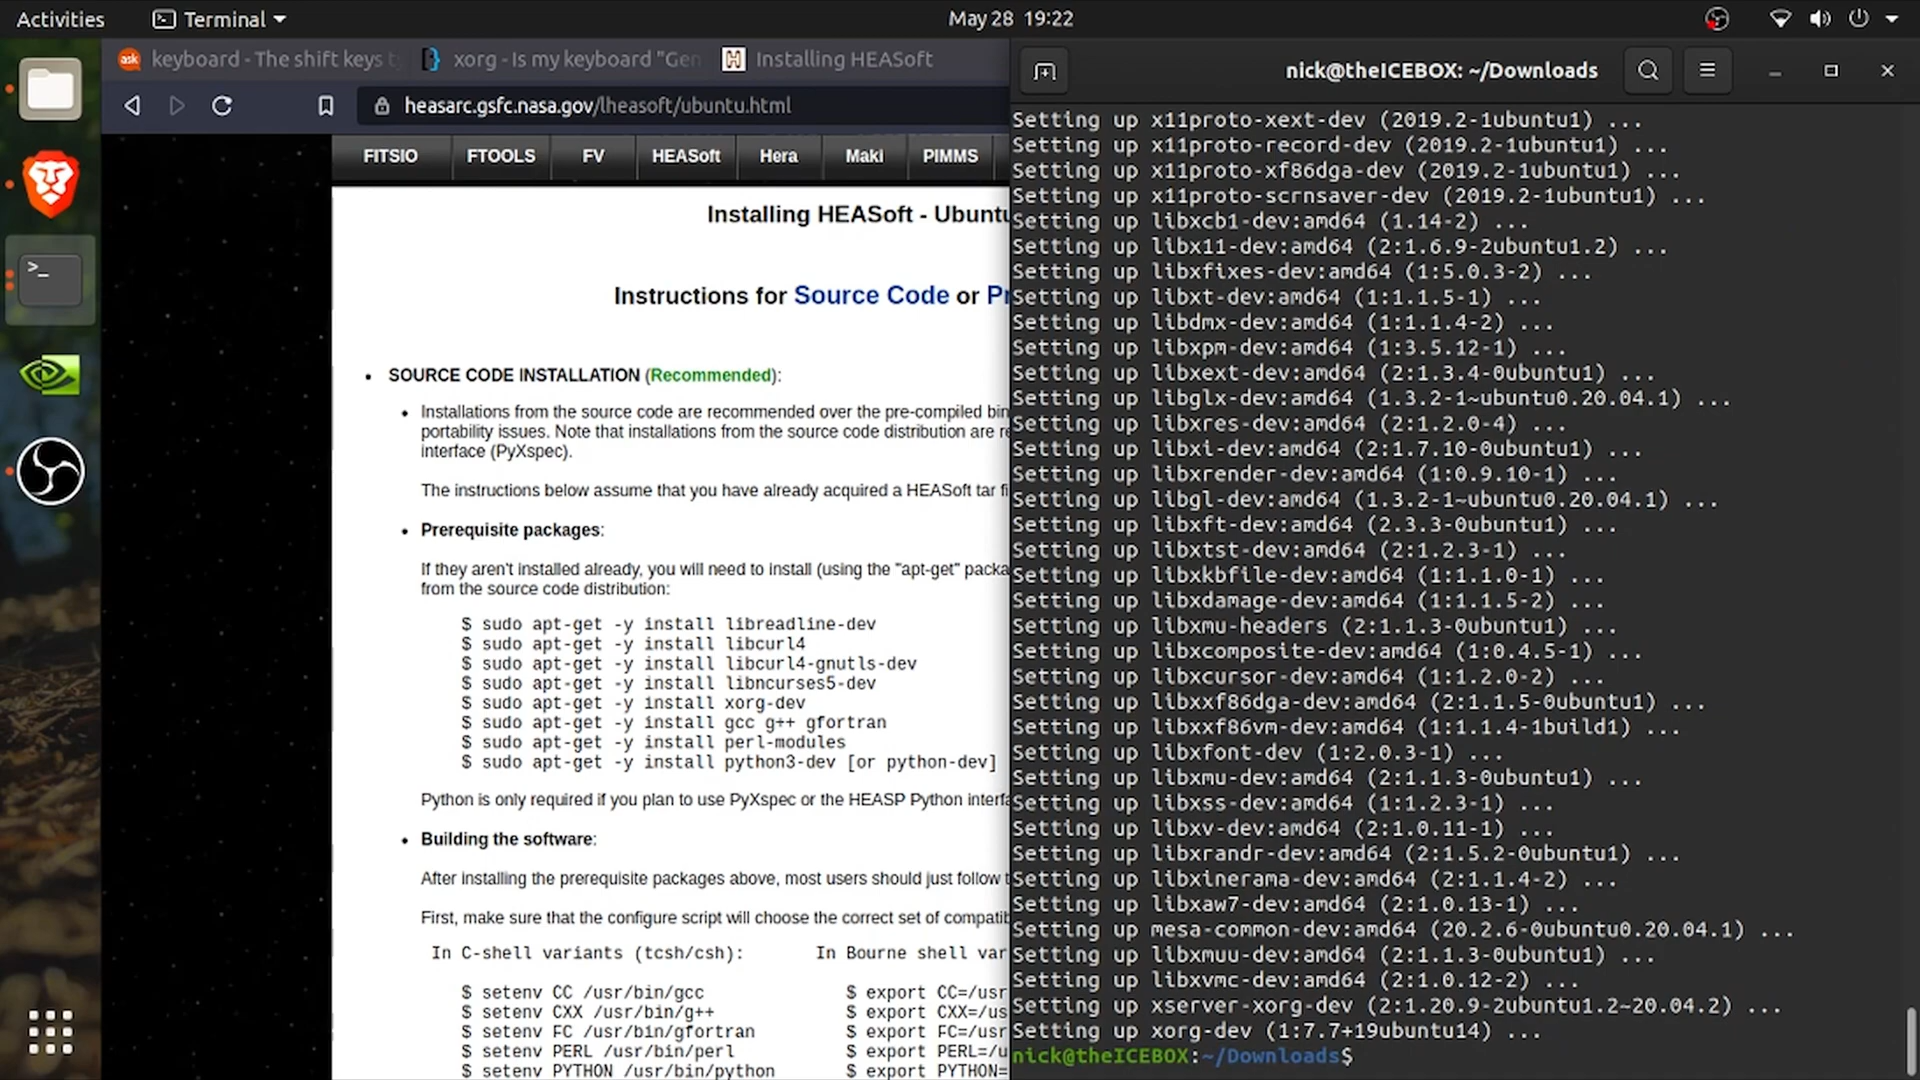 Activities
Terminal
May 28 19:22
keyboard - The shift keys t
xorg - Is my keyboard "Gen
Installing HEASoft
heasarc.gsfc.nasa.gov/lheasoft/ubuntu.html
FITSIO FTOOLS FV HEASoft Hera Maki PIMMS
Installing HEASoft - Ubuntu
Instructions for Source Code or Pr
SOURCE CODE INSTALLATION (Recommended):
Installations from the source code are recommended over the pre-compiled bin
portability issues. Note that installations from the source code distribution are re
interface (PyXspec).
The instructions below assume that you have already acquired a HEASoft tar fi
Prerequisite packages:
If they aren't installed already, you will need to install (using the "apt-get" packa
from the source code distribution:
$ sudo apt-get -y install libreadline-dev
$ sudo apt-get -y install libcurl4
$ sudo apt-get -y install libcurl4-gnutls-dev
$ sudo apt-get -y install libncurses5-dev
$ sudo apt-get -y install xorg-dev
$ sudo apt-get -y install gcc g++ gfortran
$ sudo apt-get -y install perl-modules
$ sudo apt-get -y install python3-dev [or python-dev]
Python is only required if you plan to use PyXspec or the HEASP Python interfa
Building the software:
After installing the prerequisite packages above, most users should just follow t
First, make sure that the configure script will choose the correct set of compatib
In C-shell variants (tcsh/csh): In Bourne shell var
$ setenv CC /usr/bin/gcc $ export CC=/usr
$ setenv CXX /usr/bin/g++ $ export CXX=/us
$ setenv FC /usr/bin/gfortran $ export FC=/usr
$ setenv PERL /usr/bin/perl $ export PERL=/u
$ setenv PYTHON /usr/bin/python $ export PYTHON=
nick@theICEBOX: ~/Downloads
Setting up x11proto-xext-dev (2019.2-1ubuntu1) ...
Setting up x11proto-record-dev (2019.2-1ubuntu1) ...
Setting up x11proto-xf86dga-dev (2019.2-1ubuntu1) ...
Setting up x11proto-scrnsaver-dev (2019.2-1ubuntu1) ...
Setting up libxcb1-dev:amd64 (1.14-2) ...
Setting up libx11-dev:amd64 (2:1.6.9-2ubuntu1.2) ...
Setting up libxfixes-dev:amd64 (1:5.0.3-2) ...
Setting up libxt-dev:amd64 (1:1.1.5-1) ...
Setting up libdmx-dev:amd64 (1:1.1.4-2) ...
Setting up libxpm-dev:amd64 (1:3.5.12-1) ...
Setting up libxext-dev:amd64 (2:1.3.4-0ubuntu1) ...
Setting up libglx-dev:amd64 (1.3.2-1~ubuntu0.20.04.1) ...
Setting up libxres-dev:amd64 (2:1.2.0-4) ...
Setting up libxi-dev:amd64 (2:1.7.10-0ubuntu1) ...
Setting up libxrender-dev:amd64 (1:0.9.10-1) ...
Setting up libgl-dev:amd64 (1.3.2-1~ubuntu0.20.04.1) ...
Setting up libxft-dev:amd64 (2.3.3-0ubuntu1) ...
Setting up libxtst-dev:amd64 (2:1.2.3-1) ...
Setting up libxkbfile-dev:amd64 (1:1.1.0-1) ...
Setting up libxdamage-dev:amd64 (1:1.1.5-2) ...
Setting up libxmu-headers (2:1.1.3-0ubuntu1) ...
Setting up libxcomposite-dev:amd64 (1:0.4.5-1) ...
Setting up libxcursor-dev:amd64 (1:1.2.0-2) ...
Setting up libxxf86dga-dev:amd64 (2:1.1.5-0ubuntu1) ...
Setting up libxxf86vm-dev:amd64 (1:1.1.4-1build1) ...
Setting up libxfont-dev (1:2.0.3-1) ...
Setting up libxmu-dev:amd64 (2:1.1.3-0ubuntu1) ...
Setting up libxss-dev:amd64 (1:1.2.3-1) ...
Setting up libxv-dev:amd64 (2:1.0.11-1) ...
Setting up libxrandr-dev:amd64 (2:1.5.2-0ubuntu1) ...
Setting up libxinerama-dev:amd64 (2:1.1.4-2) ...
Setting up libxaw7-dev:amd64 (2:1.0.13-1) ...
Setting up mesa-common-dev:amd64 (20.2.6-0ubuntu0.20.04.1) ...
Setting up libxmuu-dev:amd64 (2:1.1.3-0ubuntu1) ...
Setting up libxvmc-dev:amd64 (2:1.0.12-2) ...
Setting up xserver-xorg-dev (2:1.20.9-2ubuntu1.2~20.04.2) ...
Setting up xorg-dev (1:7.7+19ubuntu14) ...
nick@theICEBOX:~/Downloads$